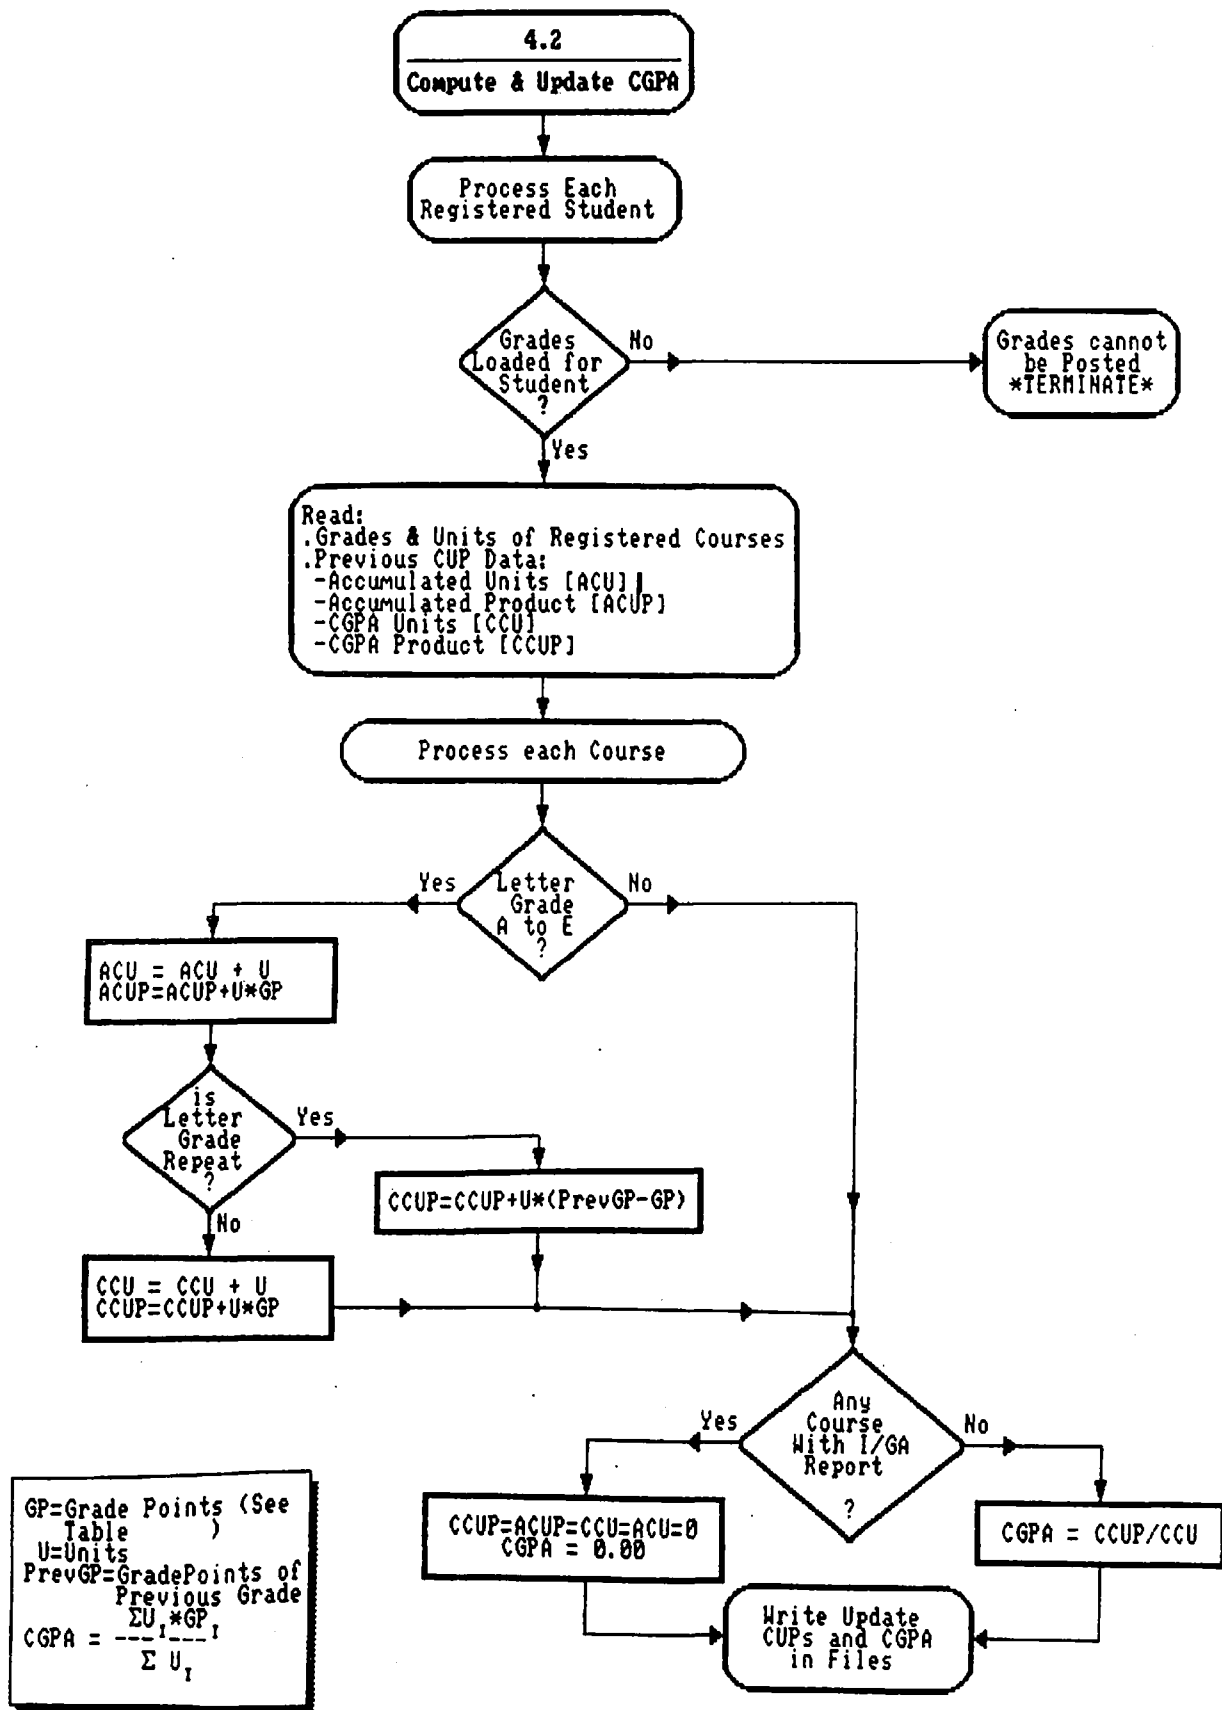 4.2
Compute & Update CGPA
Process Each
Registered Student
Grades
Loaded for
Student
?
No
Grades cannot
be Posted
*TERMINATE*
Yes
Read:
.Grades & Units of Registered Courses
.Previous CUP Data:
-Accumulated Units [ACU]
-Accumulated Product [ACUP]
-CGPA Units [CCU]
-CGPA Product [CCUP]
Process each Course
Yes
Letter
Grade
A to E
?
No
ACU = ACU + U
ACUP=ACUP+U*GP
is
Letter
Grade
Repeat
?
Yes
CCUP=CCUP+U*(PrevGP-GP)
No
CCU = CCU + U
CCUP=CCUP+U*GP
Any
Course
With I/GA
Report
?
Yes
No
CCUP=ACUP=CCU=ACU=0
CGPA = 0.00
CGPA = CCUP/CCU
Write Update
CUPs and CGPA
in Files
GP=Grade Points (See
Table )
U=Units
PrevGP=GradePoints of
Previous Grade
ΣU_I*GP_I
CGPA = --- ---
Σ U_I